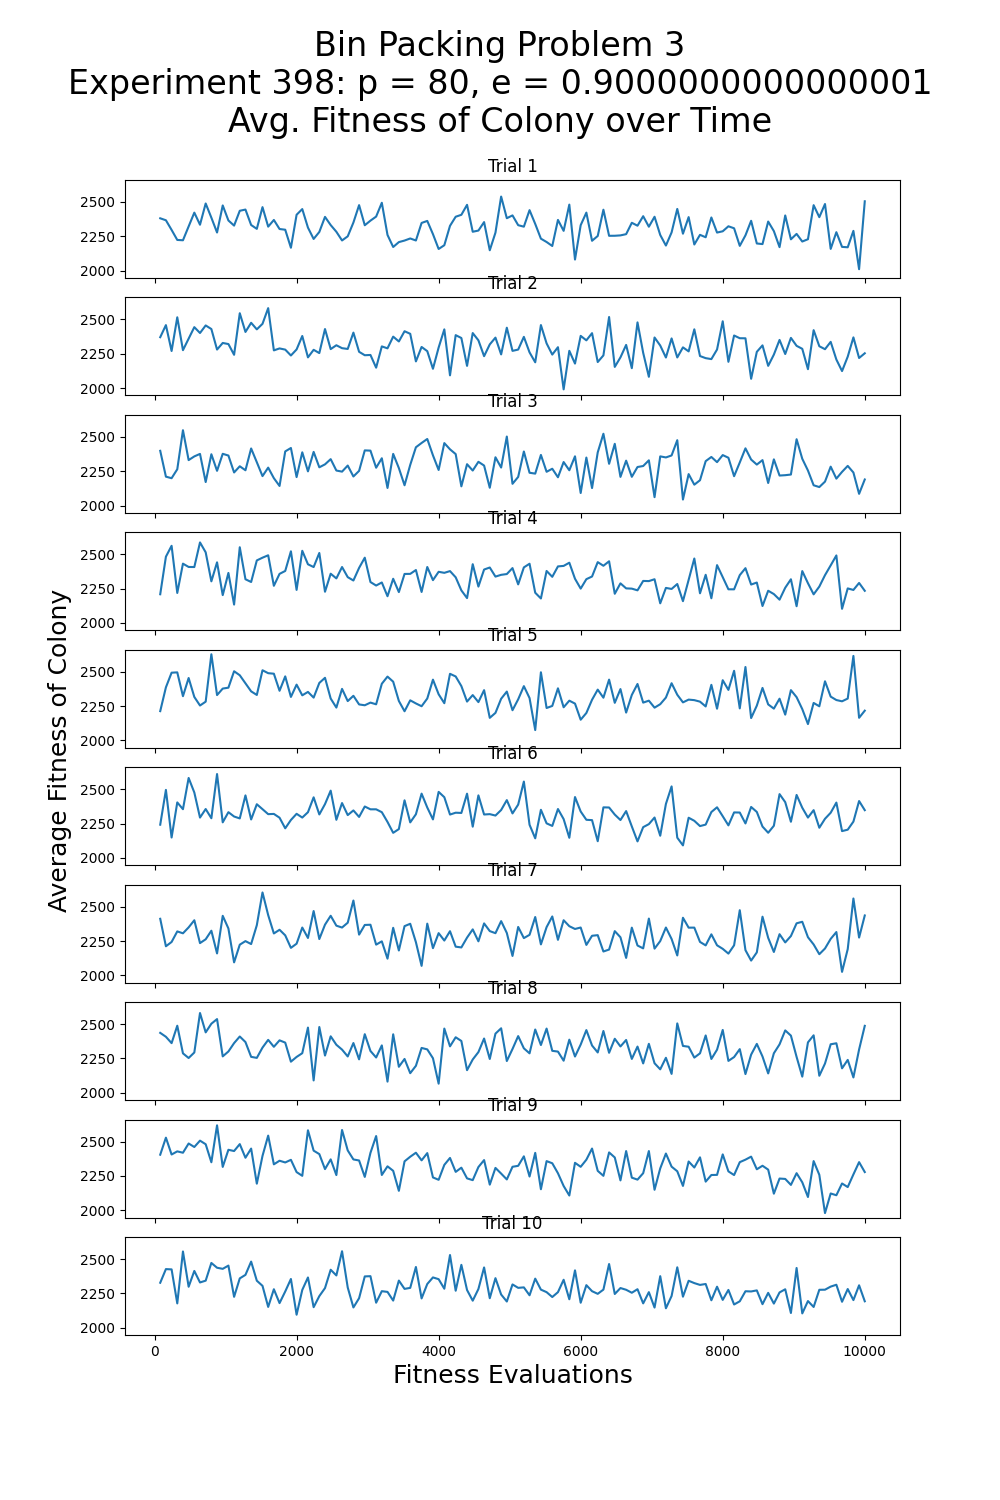 Bin Packing Problem 3
Experiment 398: p = 80, e = 0.9000000000000001
Avg. Fitness of Colony over Time
Trial 1
2500
2250
2000
Trial 2
2500
2250
2000
Trial 3
2500
2250
2000
Trial 4
2500
2250
2000
Trial 5
2500
2250
2000
Trial 6
2500
2250
2000
Trial 7
2500
2250
2000
Trial 8
2500
2250
2000
Trial 9
2500
2250
2000
Trial 10
2500
2250
2000
0 2000 4000 6000 8000 10000
Fitness Evaluations
Average Fitness of Colony